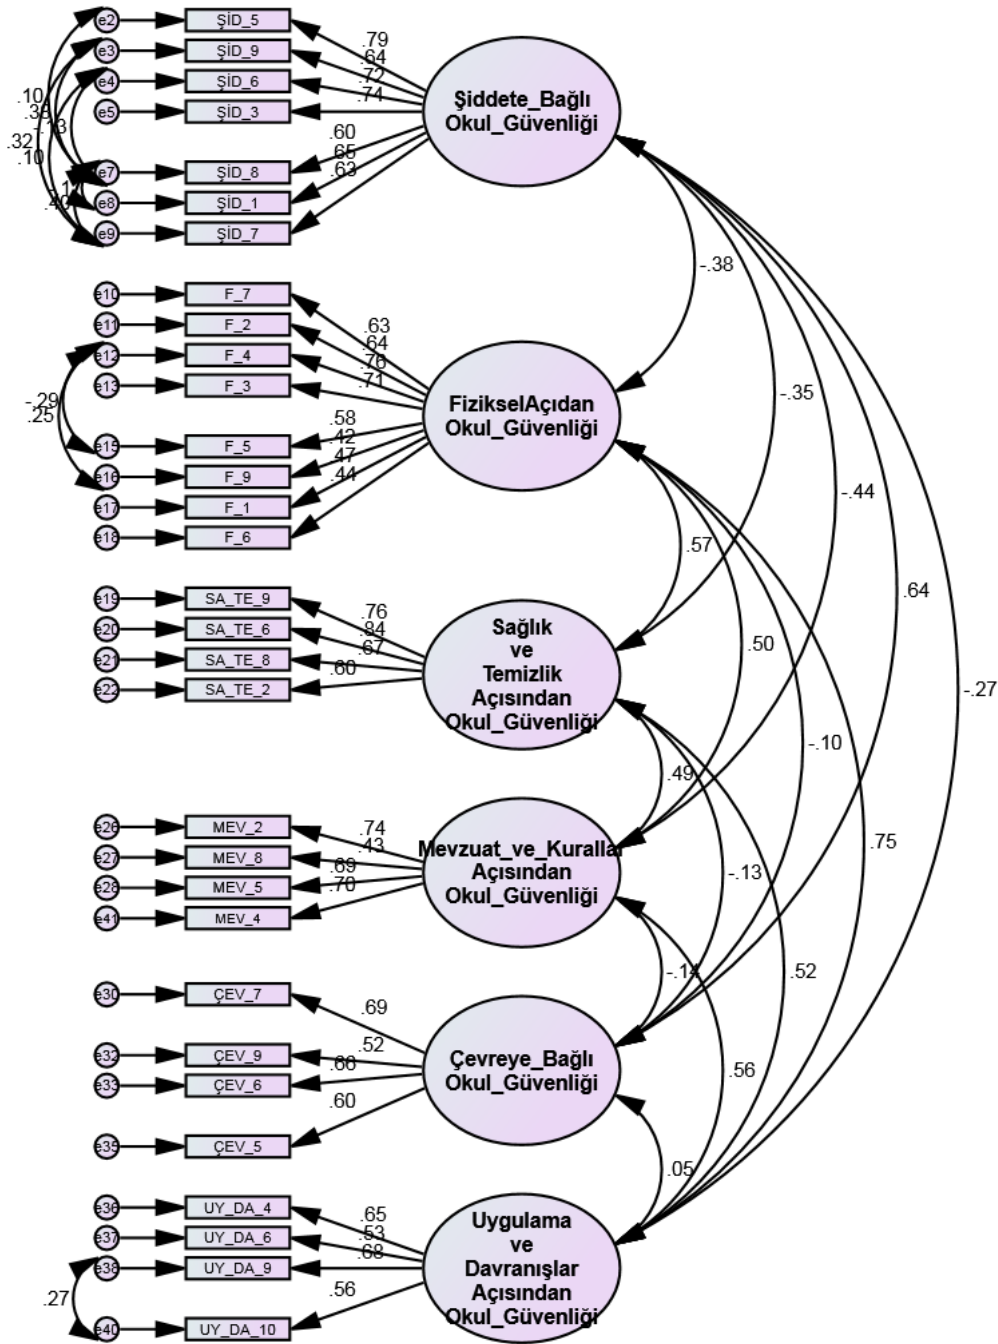 e2 ŞİD_5 .79
e3 ŞİD_9 .64
e4 ŞİD_6 .72
e5 ŞİD_3 .74
Şiddete_Bağlı
Okul_Güvenliği
.10
.32
.10
e7 ŞİD_8 .60
e8 ŞİD_1 .65
e9 ŞİD_7 .63
-.38
e10 F_7 .63
e11 F_2 .64
e12 F_4 .76
e13 F_3 .71
FizikselAçıdan
Okul_Güvenliği
-.35
-.29
.25
e15 F_5 .58
e16 F_9 .42
e17 F_1 .47
e18 F_6 .44
-.44
.57
.64
e19 SA_TE_9 .76
e20 SA_TE_6 .84
e21 SA_TE_8 .67
e22 SA_TE_2 .60
Sağlık
ve
Temizlik
Açısından
Okul_Güvenliği
.50
-.27
-.10
.49
e26 MEV_2 .74
e27 MEV_8 .43
e28 MEV_5 .69
e41 MEV_4 .70
Mevzuat_ve_Kurallar
Açısından
Okul_Güvenliği
.75
-.13
-.14
.52
e30 ÇEV_7 .69
e32 ÇEV_9 .52
e33 ÇEV_6
e35 ÇEV_5 .60
Çevreye_Bağlı
Okul_Güvenliği
.56
.05
e36 UY_DA_4 .65
e37 UY_DA_6 .53
e38 UY_DA_9 .68
e40 UY_DA_10 .56
.27
Uygulama
ve
Davranışlar
Açısından
Okul_Güvenliği